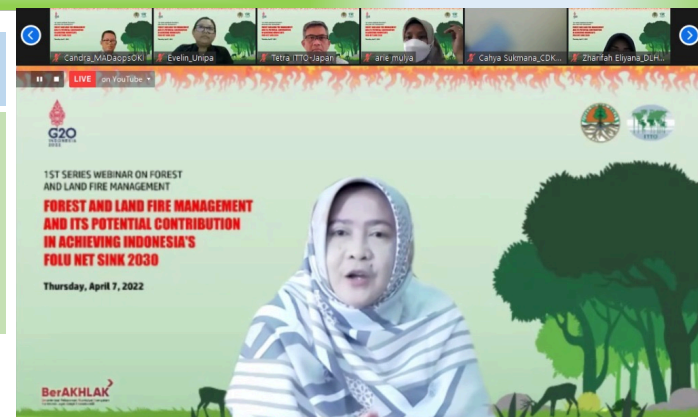 Candra_MADaopsOKI
Evelin_Unipa
Tetra ITTO-Japan
arie mulya
Cahya Sukmana_CDK...
Zharifah Eliyana_DLH...
LIVE on YouTube
G20
INDONESIA
2022
1ST SERIES WEBINAR ON FOREST
AND LAND FIRE MANAGEMENT
FOREST AND LAND FIRE MANAGEMENT
AND ITS POTENTIAL CONTRIBUTION
IN ACHIEVING INDONESIA'S
FOLU NET SINK 2030
Thursday, April 7, 2022
BerAKHLAK